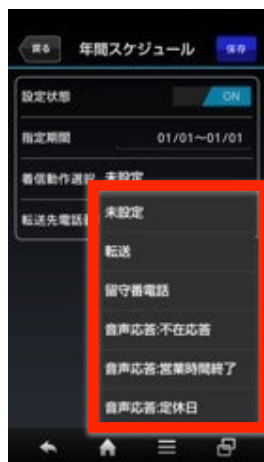 戻る 年間スケジュール 保存
設定状態 ON
指定期間 01/01～01/01
着信動作選択 未設定
転送先電話番
未設定
転送
留守番電話
音声応答:不在応答
音声応答:営業時間終了
音声応答:定休日